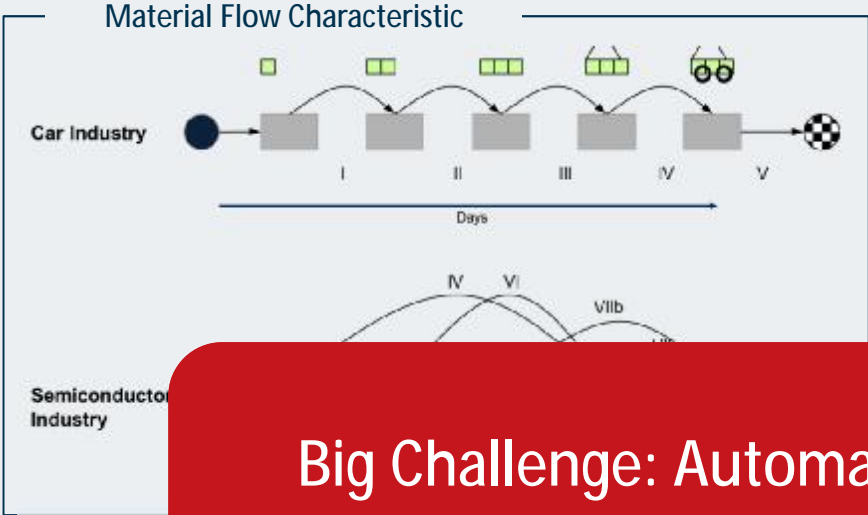 Material Flow Characteristic
Car Industry
I II III IV V
Days
IV VI
VIIb
Semiconductor
Industry
Big Challenge: Automa